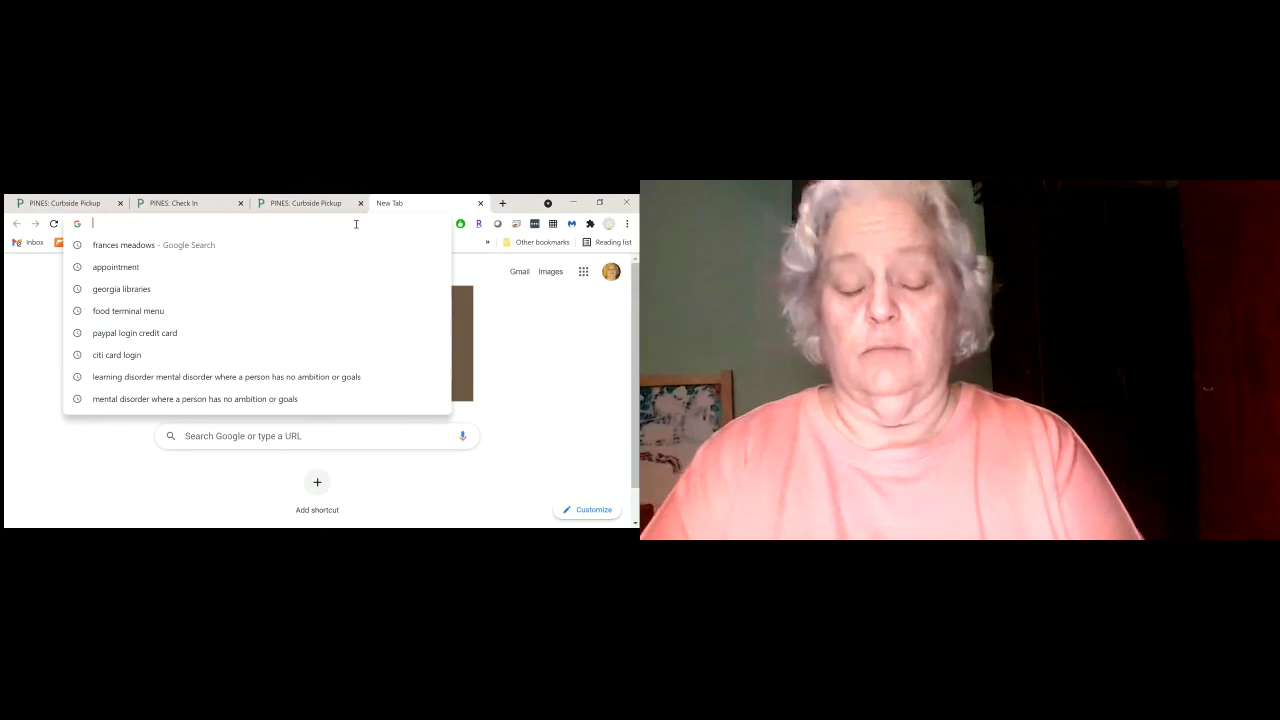 PINES: Curbside Pickup
PINES: Check In
PINES: Curbside Pickup
New Tab
Inbox
Other bookmarks
Reading list
frances meadows - Google Search
appointment
georgia libraries
food terminal menu
paypal login credit card
citi card login
learning disorder mental disorder where a person has no ambition or goals
mental disorder where a person has no ambition or goals
Gmail
Images
Search Google or type a URL
Add shortcut
Customize